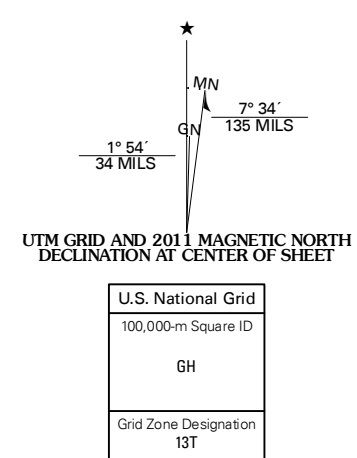 ★
MN
7° 34´
135 MILS
GN
1° 54´
34 MILS
UTM GRID AND 2011 MAGNETIC NORTH
DECLINATION AT CENTER OF SHEET
U.S. National Grid
100,000-m Square ID
GH
Grid Zone Designation
13T